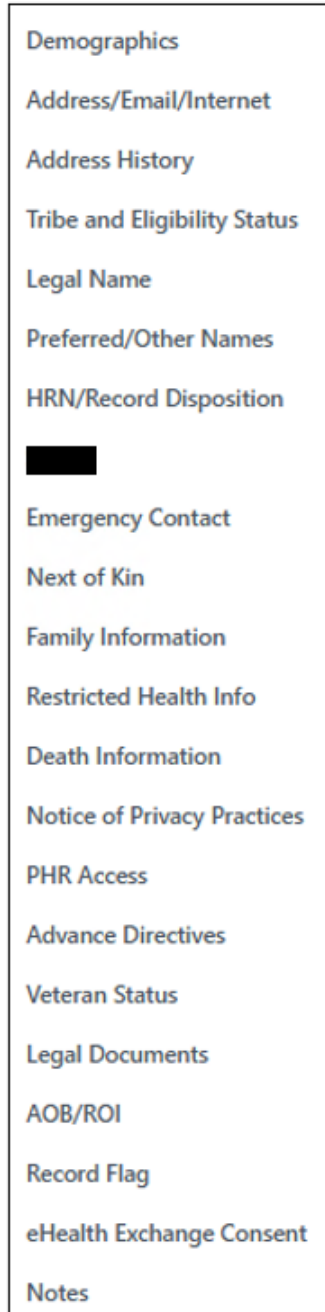 Demographics
Address/Email/Internet
Address History
Tribe and Eligibility Status
Legal Name
Preferred/Other Names
HRN/Record Disposition
Emergency Contact
Next of Kin
Family Information
Restricted Health Info
Death Information
Notice of Privacy Practices
PHR Access
Advance Directives
Veteran Status
Legal Documents
AOB/ROI
Record Flag
eHealth Exchange Consent
Notes